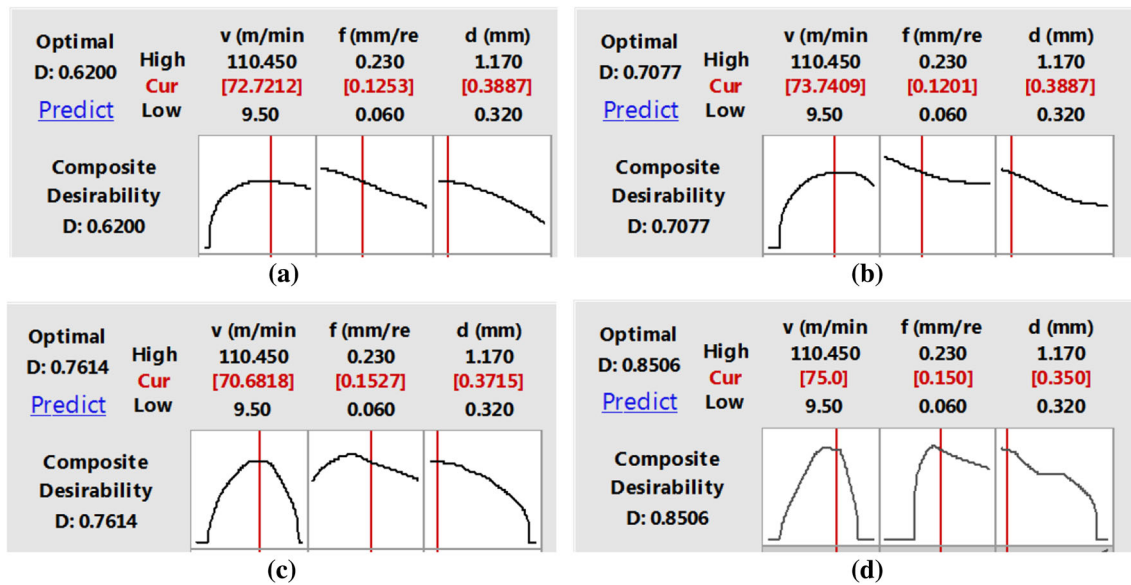 Optimal
D: 0.6200
Predict
High
Cur
Low
v (m/min
110.450
[72.7212]
9.50
f (mm/re
0.230
[0.1253]
0.060
d (mm)
1.170
[0.3887]
0.320
Composite
Desirability
D: 0.6200
(a)
Optimal
D: 0.7077
Predict
High
Cur
Low
v (m/min
110.450
[73.7409]
9.50
f (mm/re
0.230
[0.1201]
0.060
d (mm)
1.170
[0.3887]
0.320
Composite
Desirability
D: 0.7077
(b)
Optimal
D: 0.7614
Predict
High
Cur
Low
v (m/min
110.450
[70.6818]
9.50
f (mm/re
0.230
[0.1527]
0.060
d (mm)
1.170
[0.3715]
0.320
Composite
Desirability
D: 0.7614
(c)
Optimal
D: 0.8506
Predict
High
Cur
Low
v (m/min
110.450
[75.0]
9.50
f (mm/re
0.230
[0.150]
0.060
d (mm)
1.170
[0.350]
0.320
Composite
Desirability
D: 0.8506
(d)